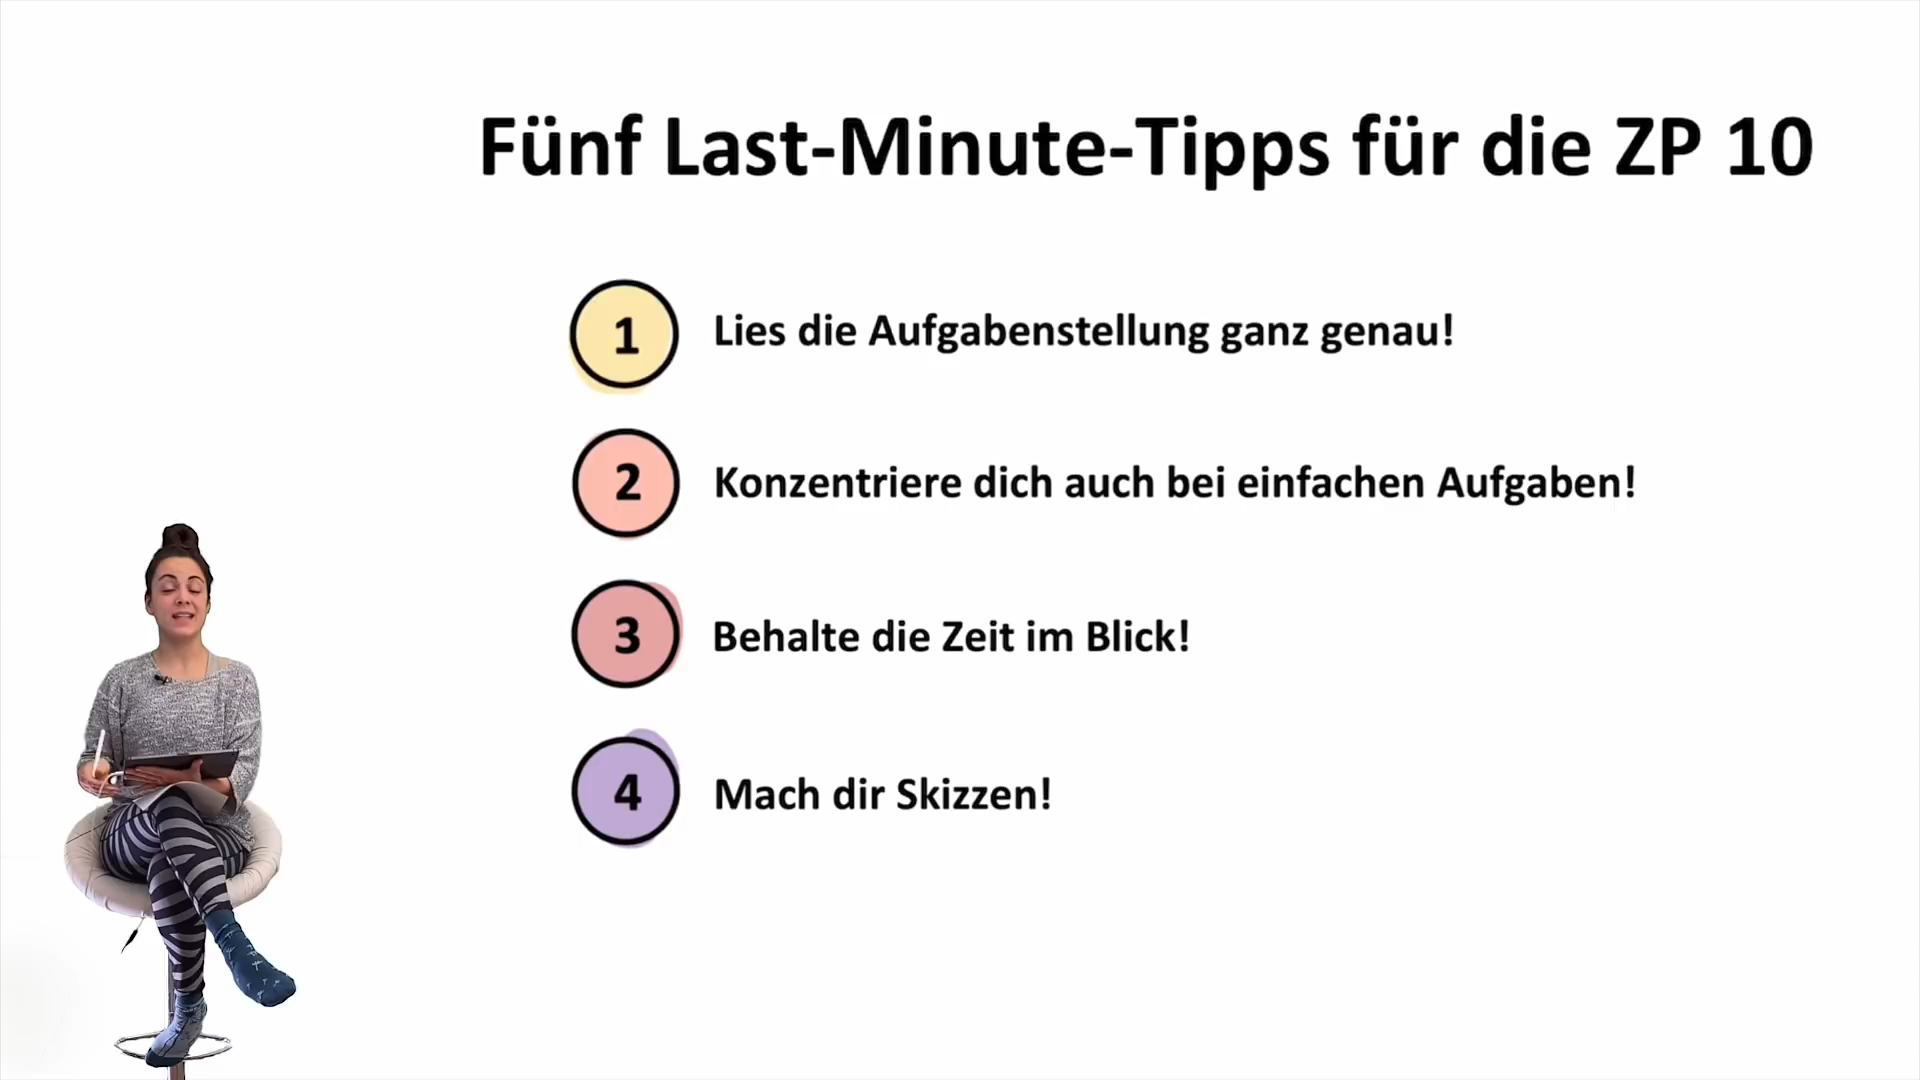 Fünf Last-Minute-Tipps für die ZP 10
1 Lies die Aufgabenstellung ganz genau!
2 Konzentriere dich auch bei einfachen Aufgaben!
3 Behalte die Zeit im Blick!
4 Mach dir Skizzen!